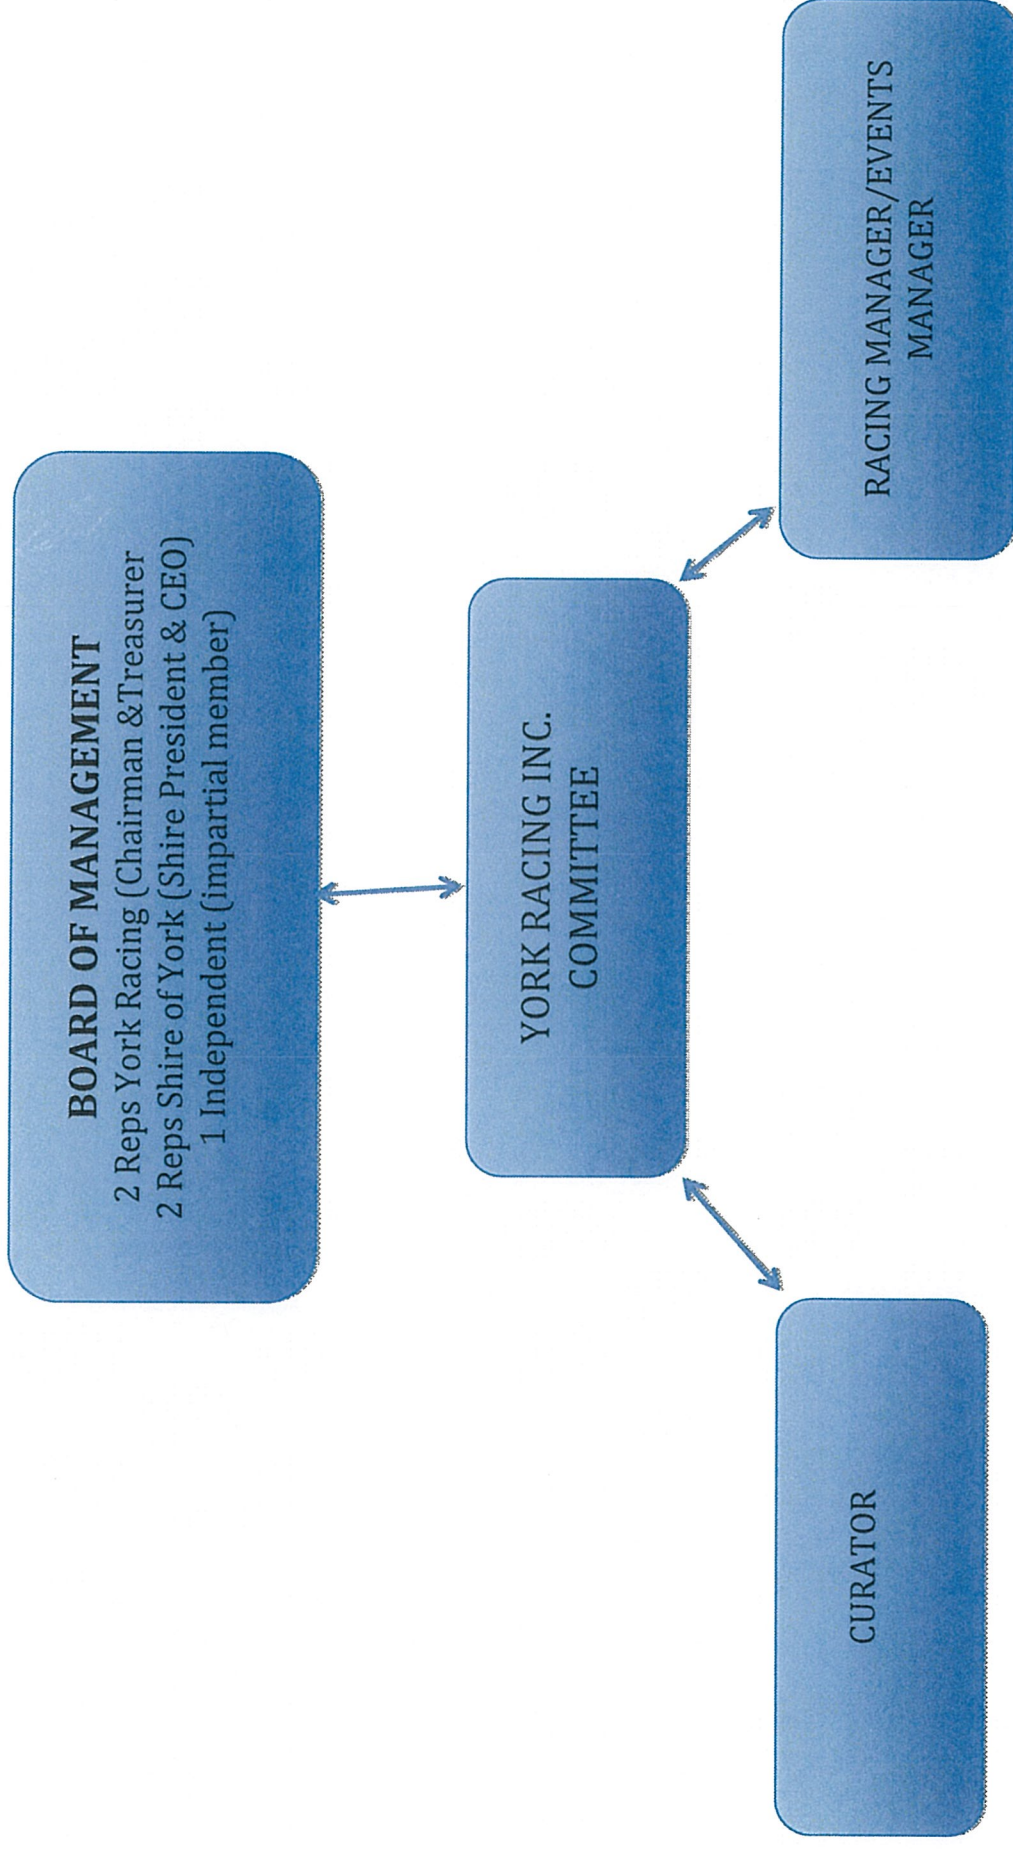 BOARD OF MANAGEMENT
2 Reps York Racing (Chairman &Treasurer
2 Reps Shire of York (Shire President & CEO)
1 Independent (impartial member)
YORK RACING INC.
COMMITTEE
CURATOR
RACING MANAGER/EVENTS
MANAGER